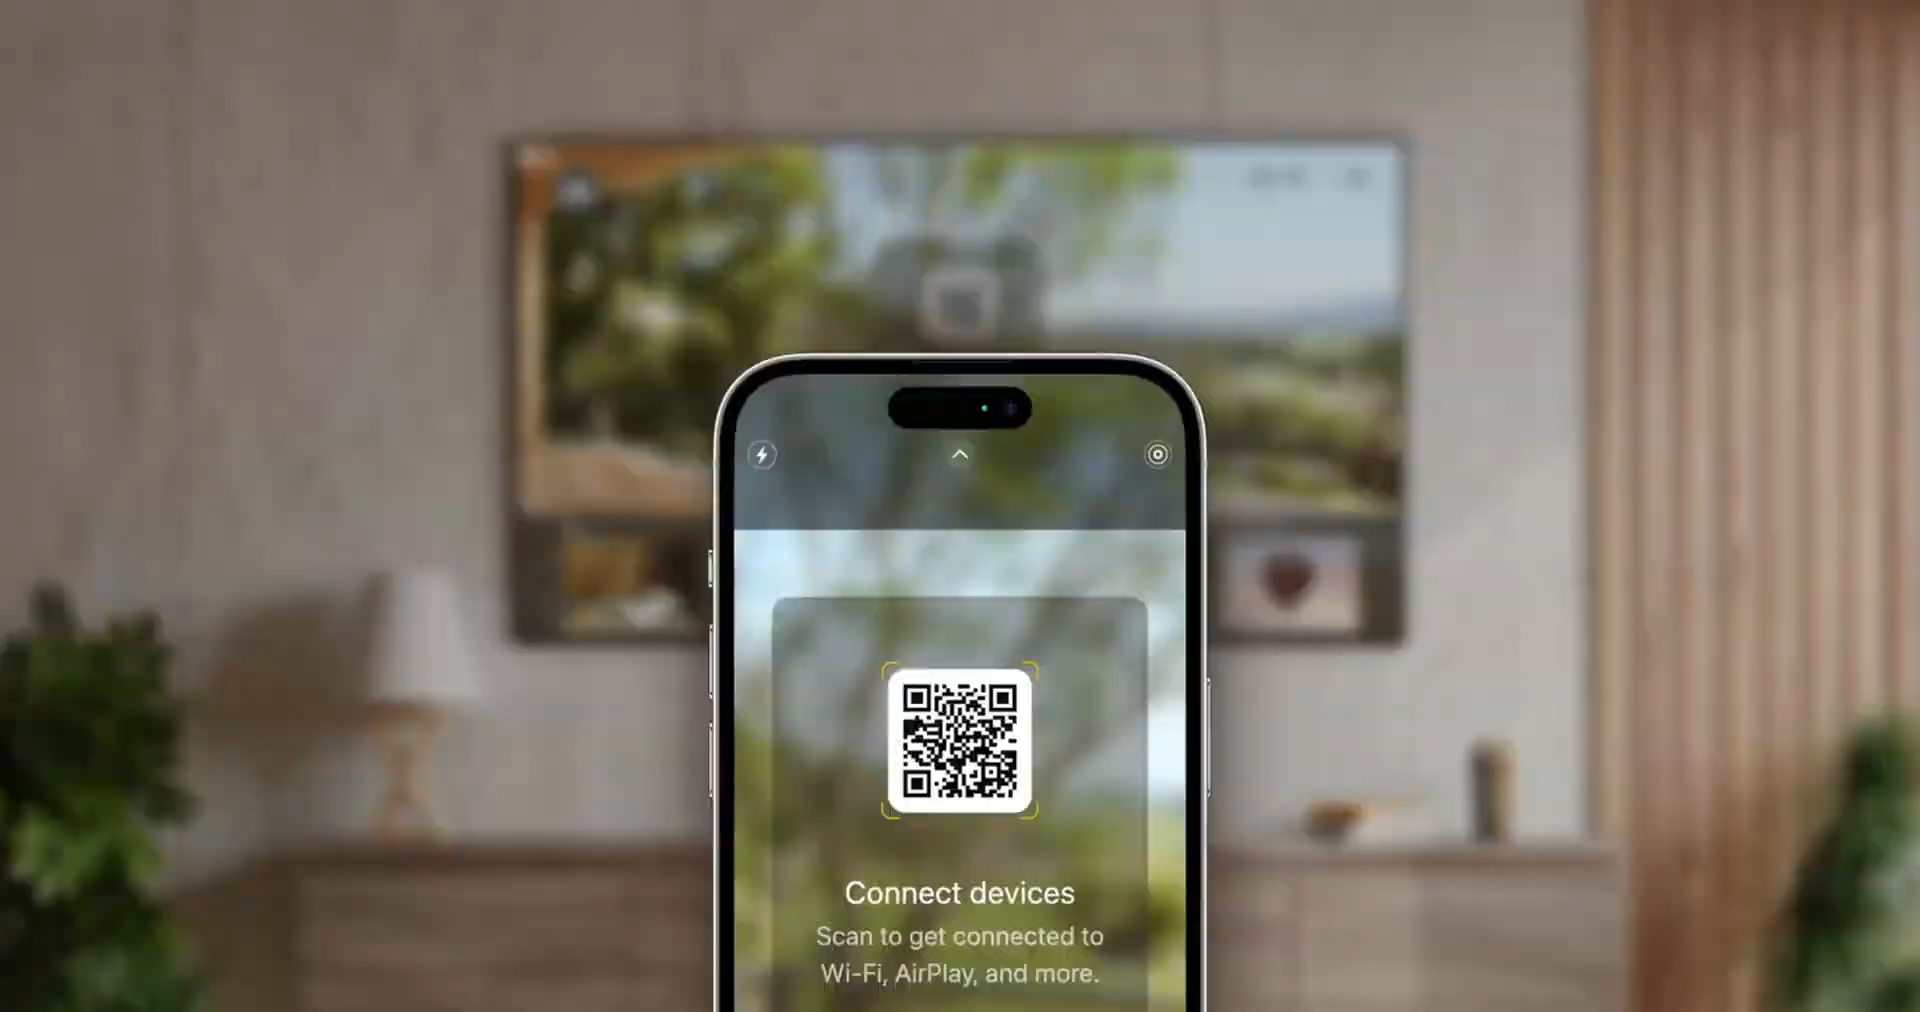 Connect devices
Scan to get connected to
Wi-Fi, AirPlay, and more.